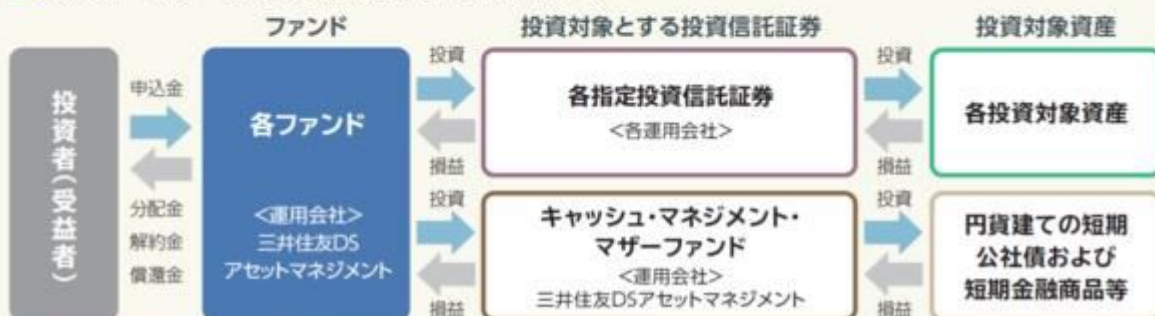 ファンド
投資対象とする投資信託証券
投資対象資産
投資者(受益者)
申込金
分配金
解約金
償還金
各ファンド
<運用会社>
三井住友DS
アセットマネジメント
投資
損益
各指定投資信託証券
<各運用会社>
投資
損益
各投資対象資産
投資
損益
キャッシュ・マネジメント・
マザーファンド
<運用会社>
三井住友DSアセットマネジメント
投資
損益
円貨建ての短期
公社債および
短期金融商品等